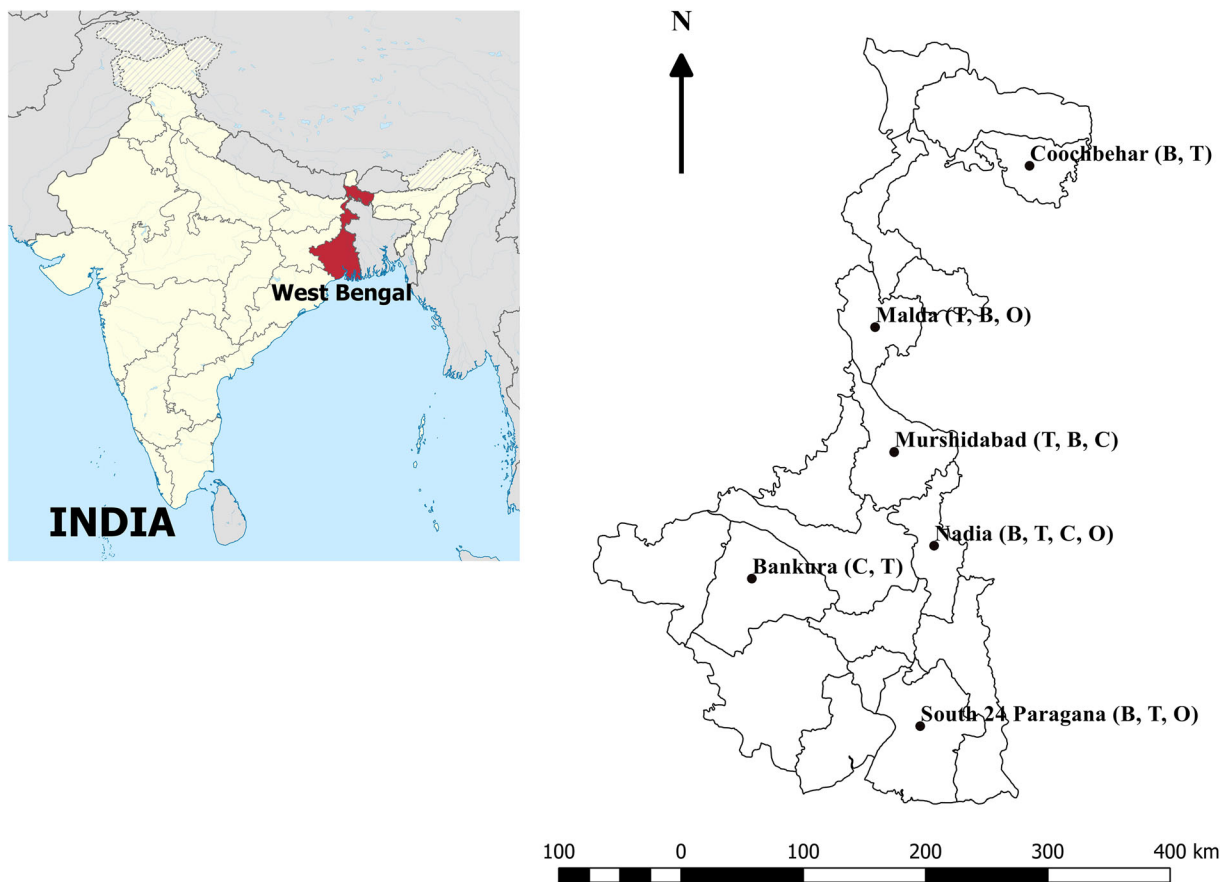 West Bengal
INDIA
N
Coochbehar (B, T)
Malda (T, B, O)
Murshidabad (T, B, C)
Nadia (B, T, C, O)
Bankura (C, T)
South 24 Paragana (B, T, O)
100 0 100 200 300 400 km